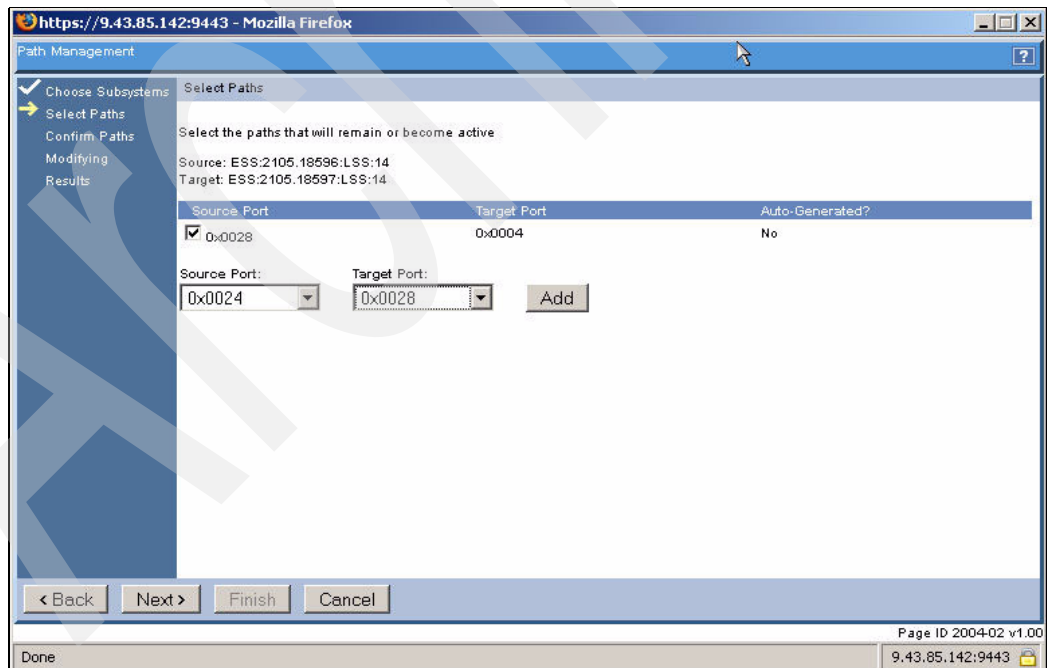 https://9.43.85.142:9443 - Mozilla Firefox
Path Management
?
Choose Subsystems
Select Paths
Confirm Paths
Modifying
Results
Select Paths
Select the paths that will remain or become active
Source: ESS:2105.18596:LSS:14
Target: ESS:2105.18597:LSS:14
Source Port Target Port Auto-Generated?
0x0028 0x0004 No
Source Port: Target Port:
0x0024 0x0028 Add
< Back Next > Finish Cancel
Page ID 2004-02 v1.00
Done 9.43.85.142:9443